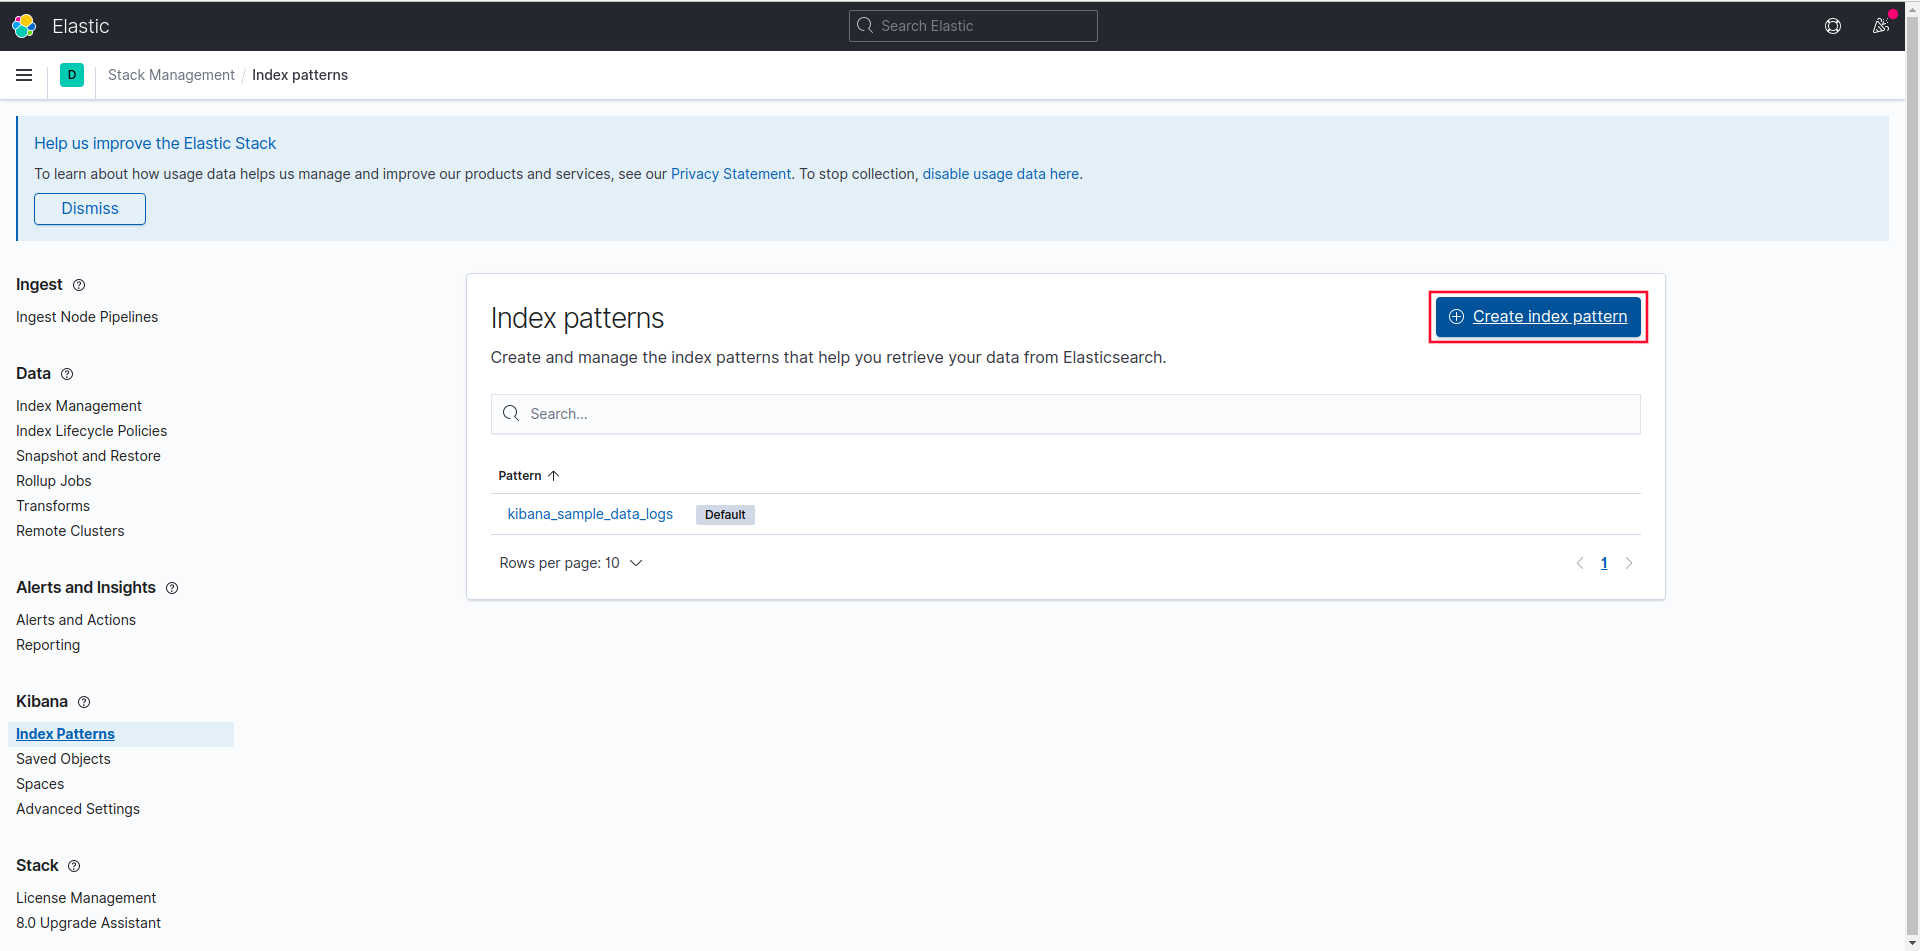 Elastic
Search Elastic
D
Stack Management / Index patterns
Help us improve the Elastic Stack
To learn about how usage data helps us manage and improve our products and services, see our Privacy Statement. To stop collection, disable usage data here.
Dismiss
Ingest
Ingest Node Pipelines
Data
Index Management
Index Lifecycle Policies
Snapshot and Restore
Rollup Jobs
Transforms
Remote Clusters
Alerts and Insights
Alerts and Actions
Reporting
Kibana
Index Patterns
Saved Objects
Spaces
Advanced Settings
Stack
License Management
8.0 Upgrade Assistant
Index patterns
Create index pattern
Create and manage the index patterns that help you retrieve your data from Elasticsearch.
Search...
Pattern
kibana_sample_data_logs Default
Rows per page: 10
1